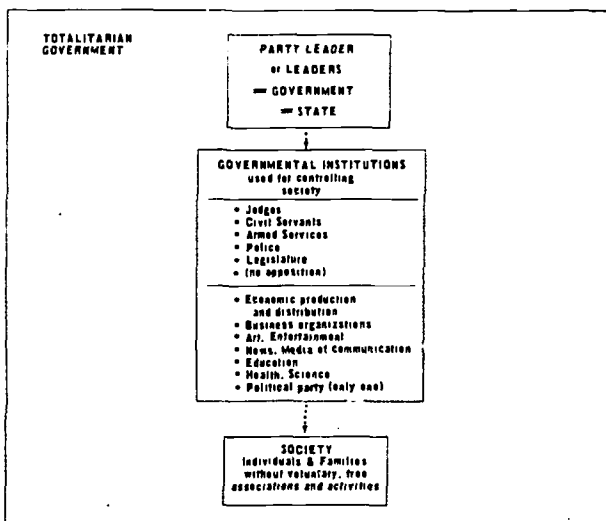 TOTALITARIAN
GOVERNMENT
PARTY LEADER
or LEADERS
= GOVERNMENT
= STATE
GOVERNMENTAL INSTITUTIONS
used for controlling
society
• Judges
• Civil Servants
• Armed Services
• Police
• Legislature
• (no opposition)
• Economic production
and distribution
• Business organizations
• Art, Entertainment
• News, Media of communication
• Education
• Health, Science
• Political party (only one)
SOCIETY
Individuals & Families
without voluntary, free
associations and activities